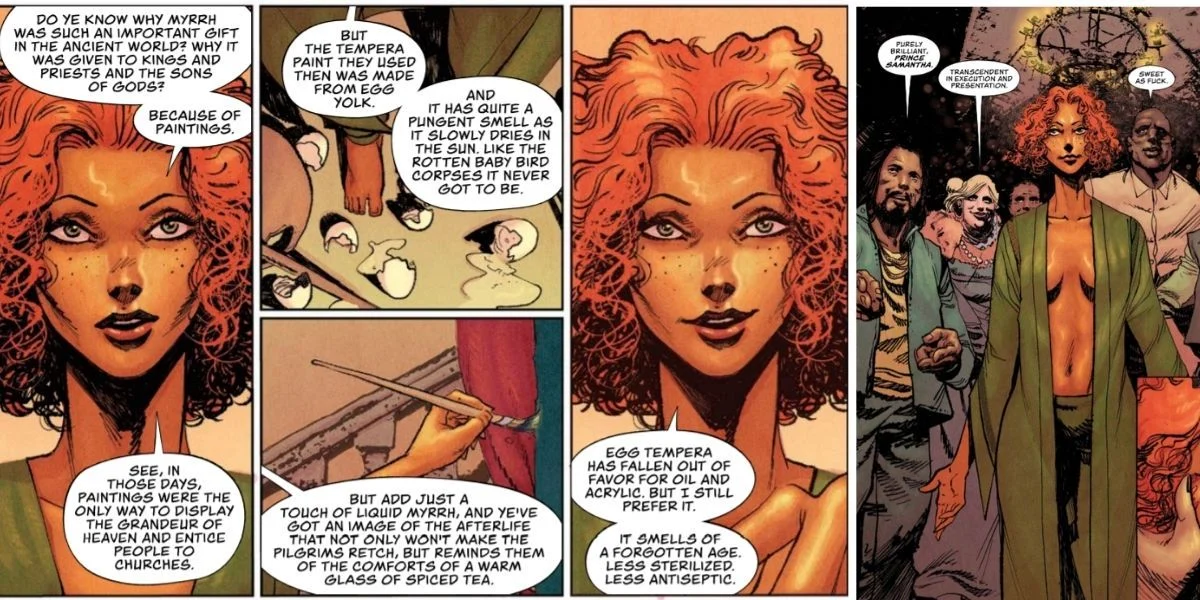 DO YE KNOW WHY MYRRH
WAS SUCH AN IMPORTANT GIFT
IN THE ANCIENT WORLD? WHY IT
WAS GIVEN TO KINGS AND
PRIESTS AND THE SONS
OF GODS?
BECAUSE OF
PAINTINGS.
SEE, IN
THOSE DAYS,
PAINTINGS WERE THE
ONLY WAY TO DISPLAY
THE GRANDEUR OF
HEAVEN AND ENTICE
PEOPLE TO
CHURCHES.
BUT
THE TEMPERA
PAINT THEY USED
THEN WAS MADE
FROM EGG
YOLK.
AND
IT HAS QUITE A
PUNGENT SMELL AS
IT SLOWLY DRIES IN
THE SUN. LIKE THE
ROTTEN BABY BIRD
CORPSES IT NEVER
GOT TO BE.
BUT ADD JUST A
TOUCH OF LIQUID MYRRH, AND YE'VE
GOT AN IMAGE OF THE AFTERLIFE
THAT NOT ONLY WON'T MAKE THE
PILGRIMS RETCH, BUT REMINDS THEM
OF THE COMFORTS OF A WARM
GLASS OF SPICED TEA.
EGG TEMPERA
HAS FALLEN OUT OF
FAVOR FOR OIL AND
ACRYLIC. BUT I STILL
PREFER IT.
IT SMELLS OF
A FORGOTTEN AGE.
LESS STERILIZED.
LESS ANTISEPTIC.
PURELY
BRILLIANT,
PRINCE
SAMANTHA.
TRANSCENDENT
IN EXECUTION AND
PRESENTATION.
SWEET
AS FUCK.